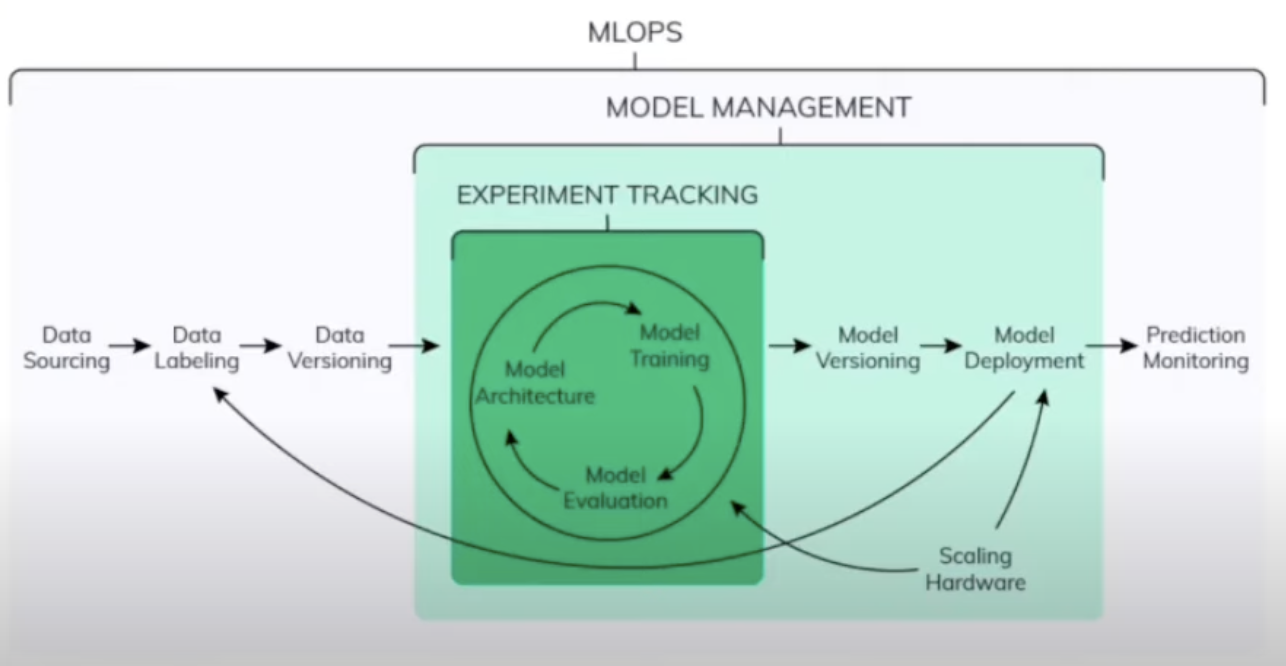 MLOPS
MODEL MANAGEMENT
EXPERIMENT TRACKING
Data
Sourcing
Data
Labeling
Data
Versioning
Model
Architecture
Model
Training
Model
Evaluation
Model
Versioning
Model
Deployment
Prediction
Monitoring
Scaling
Hardware